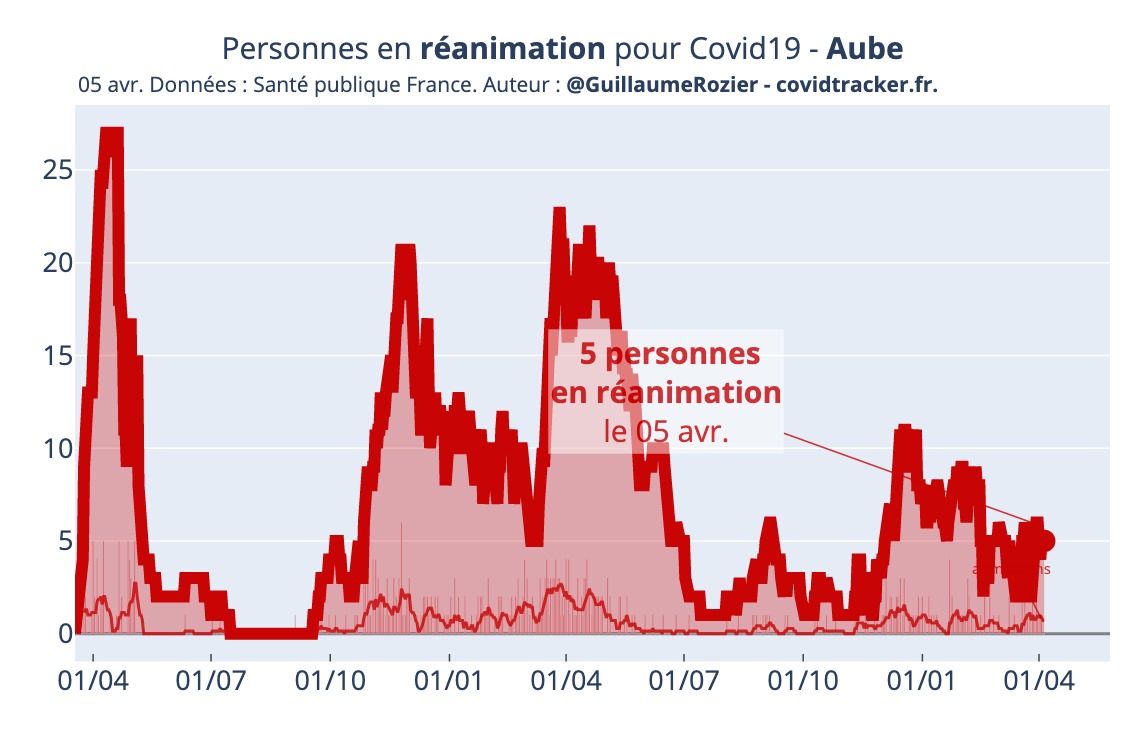 Personnes en réanimation pour Covid19 - Aube
05 avr. Données : Santé publique France. Auteur : @GuillaumeRozier - covidtracker.fr.
25
20
15
10
5
0
5 personnes
en réanimation
le 05 avr.
01/04 01/07 01/10 01/01 01/04 01/07 01/10 01/01 01/04